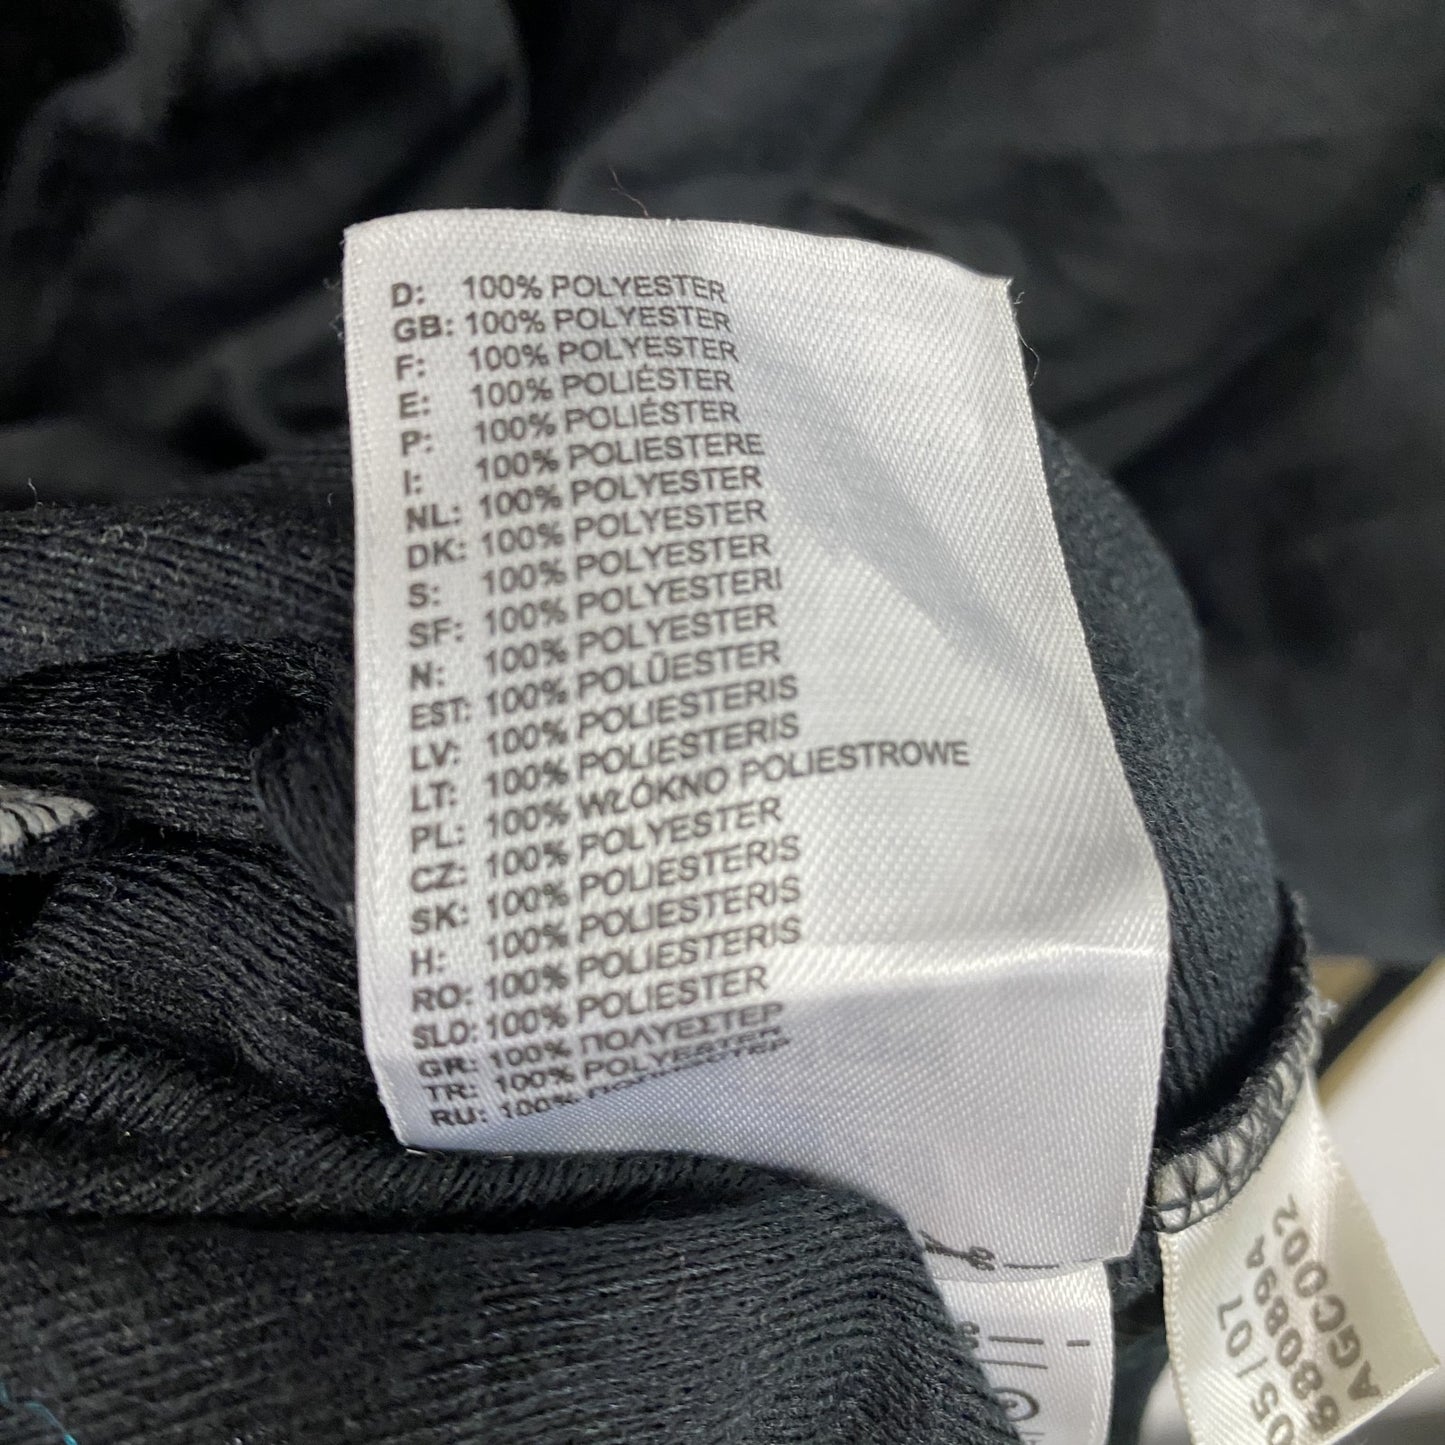 D: 100% POLYESTER
GB: 100% POLYESTER
F: 100% POLYESTER
E: 100% POLIÉSTER
P: 100% POLIÉSTER
I: 100% POLIESTERE
NL: 100% POLYESTER
DK: 100% POLYESTER
S: 100% POLYESTER
SF: 100% POLYESTERI
N: 100% POLYESTER
EST: 100% POLÜESTER
LV: 100% POLIESTERIS
LT: 100% POLIESTERIS
PL: 100% WŁÓKNO POLIESTROWE
CZ: 100% POLYESTER
SK: 100% POLIESTERIS
H: 100% POLIESTERIS
RO: 100% POLIESTERIS
SLO: 100% POLIESTER
GR: 100% ΠΟΛΥΕΣΤΕΡ
TR: 100% POLYESTER
RU: 100%
05/07
680894
AGC002